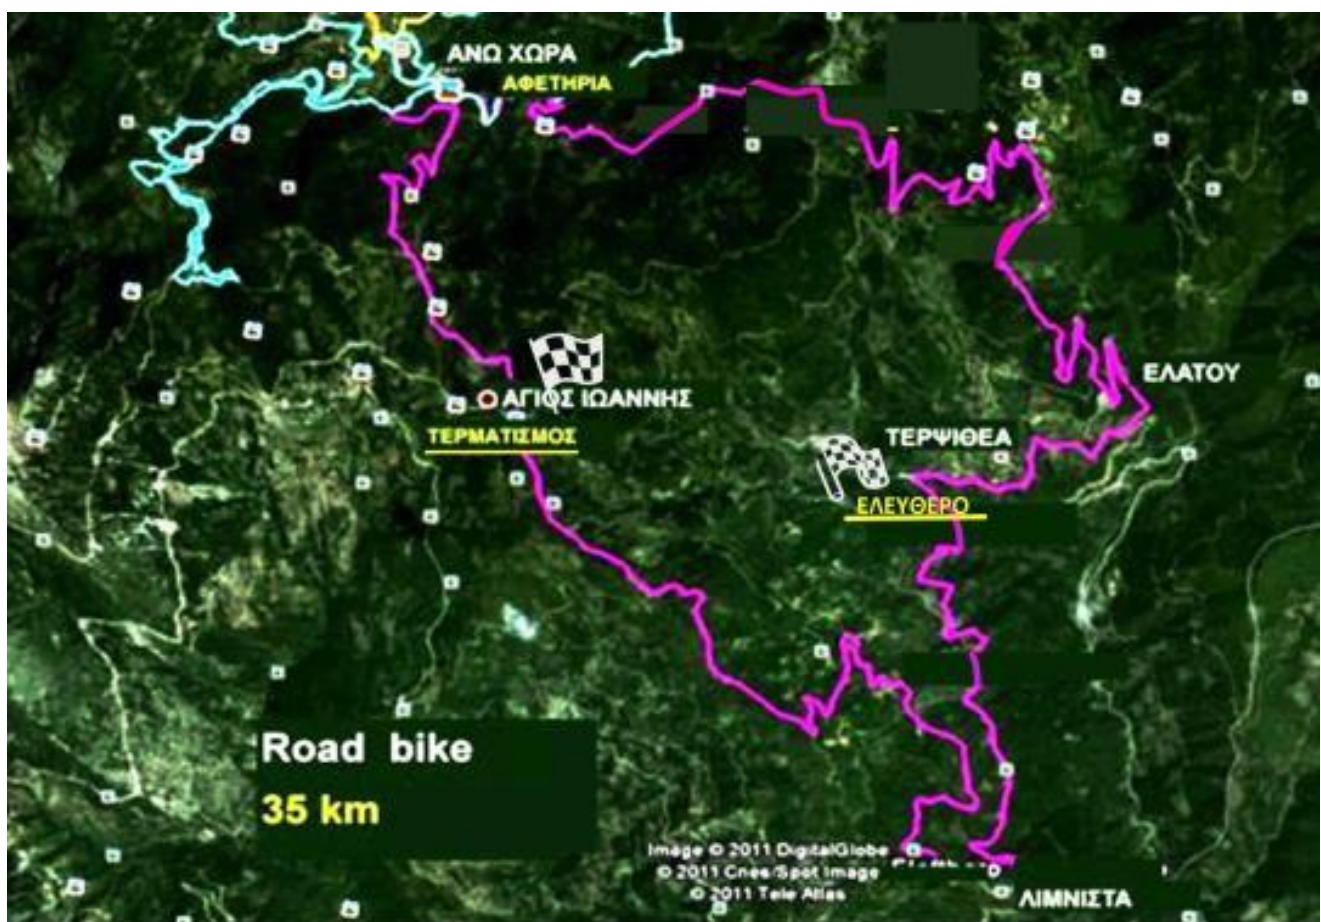 ΑΝΩ ΧΩΡΑ
ΑΦΕΤΗΡΙΑ
ΕΛΑΤΟΥ
ΑΓΙΟΣ ΙΩΑΝΝΗΣ
ΤΕΡΜΑΤΙΣΜΟΣ
ΤΕΡΨΙΘΕΑ
ΕΛΕΥΘΕΡΟ
Road bike
35 km
Image © 2011 DigitalGlobe
© 2011 Cnes/Spot Image
© 2011 Tele Atlas
ΛΙΜΝΙΣΤΑ